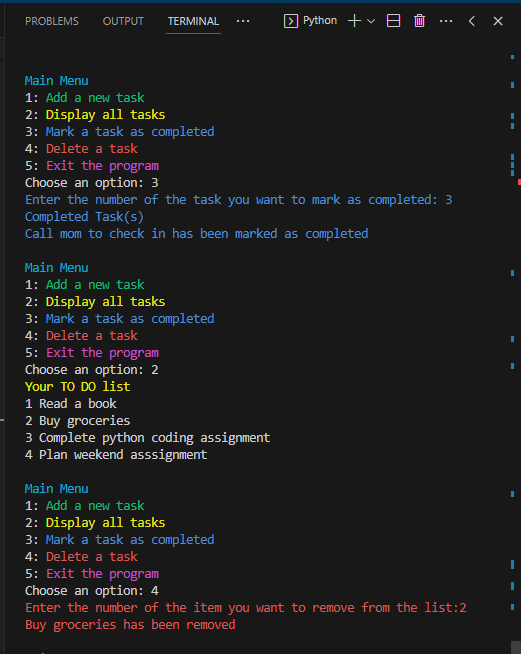 PROBLEMS OUTPUT TERMINAL ... Python
Main Menu
1: Add a new task
2: Display all tasks
3: Mark a task as completed
4: Delete a task
5: Exit the program
Choose an option: 3
Enter the number of the task you want to mark as completed: 3
Completed Task(s)
Call mom to check in has been marked as completed
Main Menu
1: Add a new task
2: Display all tasks
3: Mark a task as completed
4: Delete a task
5: Exit the program
Choose an option: 2
Your TO DO list
1 Read a book
2 Buy groceries
3 Complete python coding assignment
4 Plan weekend asssignment
Main Menu
1: Add a new task
2: Display all tasks
3: Mark a task as completed
4: Delete a task
5: Exit the program
Choose an option: 4
Enter the number of the item you want to remove from the list:2
Buy groceries has been removed